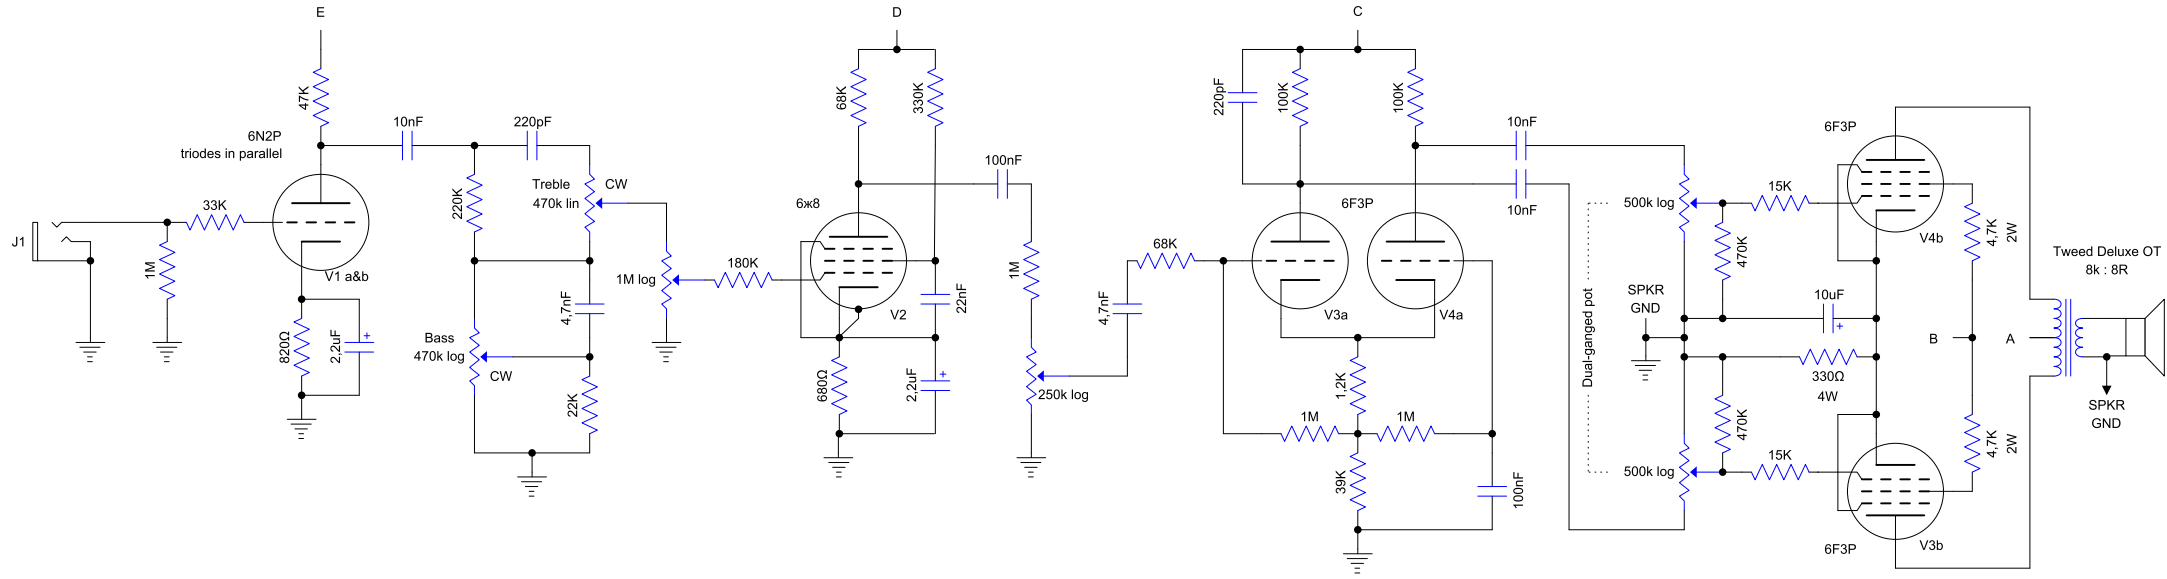 E
D
C
47K
6N2P
triodes in parallel
33K
J1
1M
V1 a&b
820Ω
2,2uF
+
10nF
220pF
220K
Treble
470k lin
CW
4,7nF
Bass
470k log
CW
22K
1M log
180K
68K
330K
6ж8
V2
22nF
680Ω
2,2uF
+
100nF
1M
250k log
4,7nF
68K
220pF
100K
100K
6F3P
V3a
V4a
1,2K
1M
1M
39K
100nF
10nF
10nF
500k log
15K
470K
6F3P
V4b
4,7K
2W
SPKR
GND
10uF
+
Dual-ganged pot
330Ω
4W
B
A
470K
500k log
15K
6F3P
V3b
4,7K
2W
Tweed Deluxe OT
8k : 8R
SPKR
GND